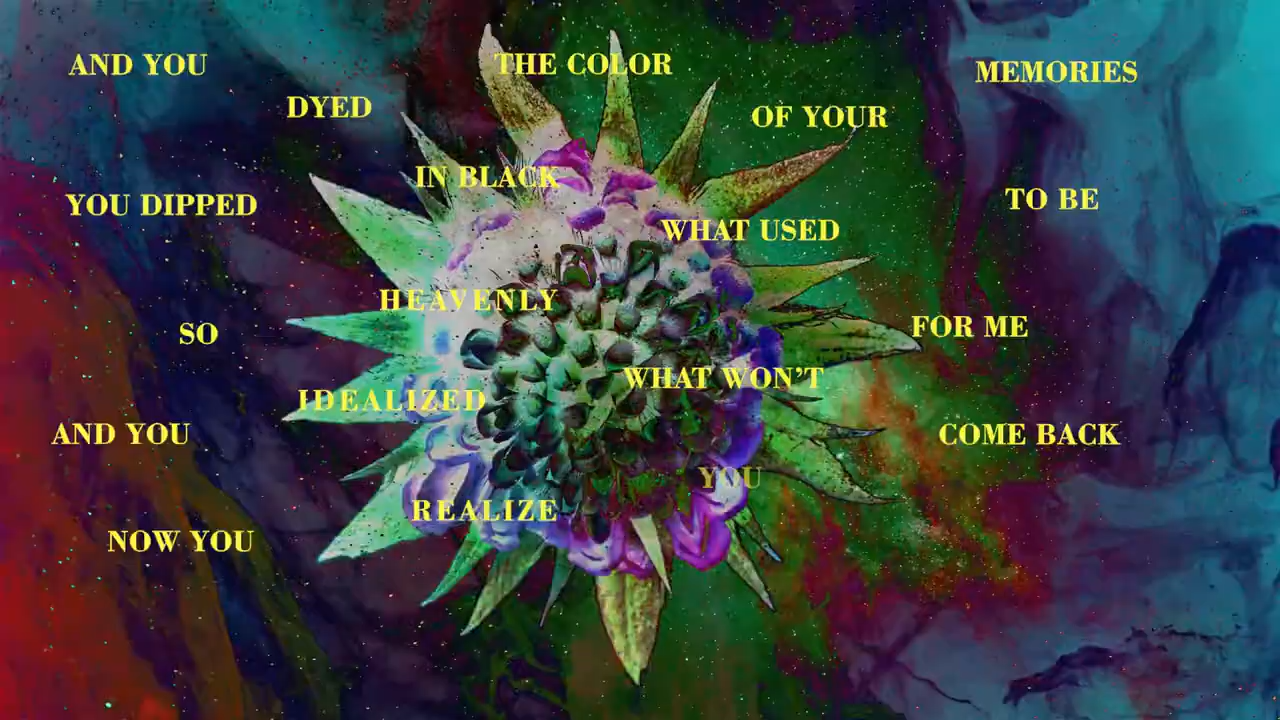 AND YOU
DYED
THE COLOR
OF YOUR
MEMORIES
YOU DIPPED
IN BLACK
WHAT USED
TO BE
SO
HEAVENLY
FOR ME
AND YOU
IDEALIZED
WHAT WON'T
COME BACK
NOW YOU
REALIZE
YOU